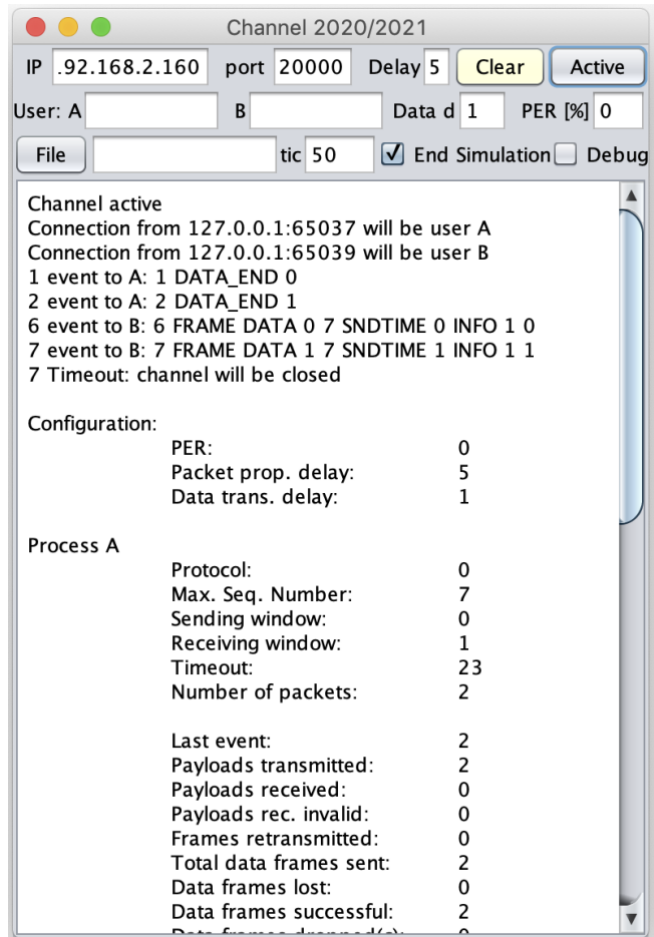 Channel 2020/2021
IP .92.168.2.160 port 20000 Delay 5 Clear Active
User: A B Data d 1 PER [%] 0
File tic 50 End Simulation Debug
Channel active
Connection from 127.0.0.1:65037 will be user A
Connection from 127.0.0.1:65039 will be user B
1 event to A: 1 DATA_END 0
2 event to A: 2 DATA_END 1
6 event to B: 6 FRAME DATA 0 7 SNDTIME 0 INFO 1 0
7 event to B: 7 FRAME DATA 1 7 SNDTIME 1 INFO 1 1
7 Timeout: channel will be closed
Configuration:
PER: 0
Packet prop. delay: 5
Data trans. delay: 1
Process A
Protocol: 0
Max. Seq. Number: 7
Sending window: 0
Receiving window: 1
Timeout: 23
Number of packets: 2
Last event: 2
Payloads transmitted: 2
Payloads received: 0
Payloads rec. invalid: 0
Frames retransmitted: 0
Total data frames sent: 2
Data frames lost: 0
Data frames successful: 2